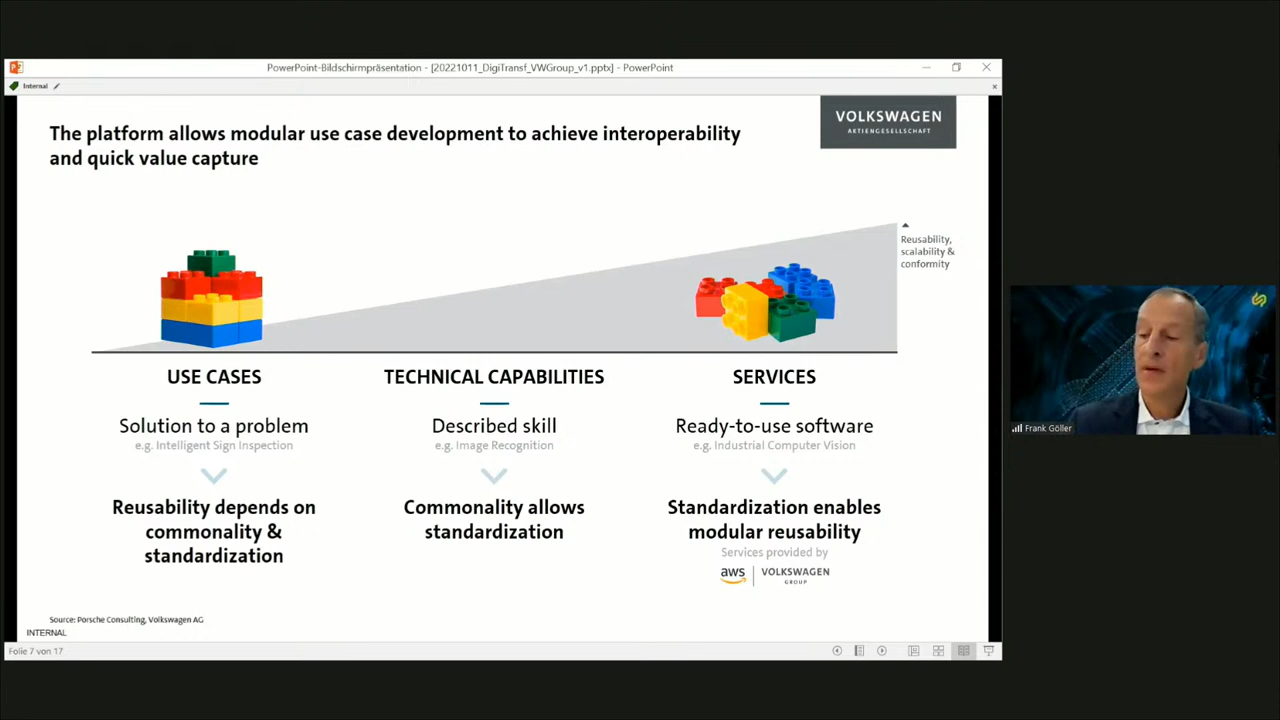 PowerPoint-Bildschirmpräsentation - [20221011_DigiTransf_VWGroup_v1.pptx] - PowerPoint
Internal
The platform allows modular use case development to achieve interoperability
and quick value capture
VOLKSWAGEN
AKTIENGESELLSCHAFT
Reusability,
scalability &
conformity
USE CASES
Solution to a problem
e.g. Intelligent Sign Inspection
Reusability depends on
commonality &
standardization
TECHNICAL CAPABILITIES
Described skill
e.g. Image Recognition
Commonality allows
standardization
SERVICES
Ready-to-use software
e.g. Industrial Computer Vision
Standardization enables
modular reusability
Services provided by
aws
VOLKSWAGEN
GROUP
Source: Porsche Consulting, Volkswagen AG
INTERNAL
Folie 7 von 17
Frank Göller